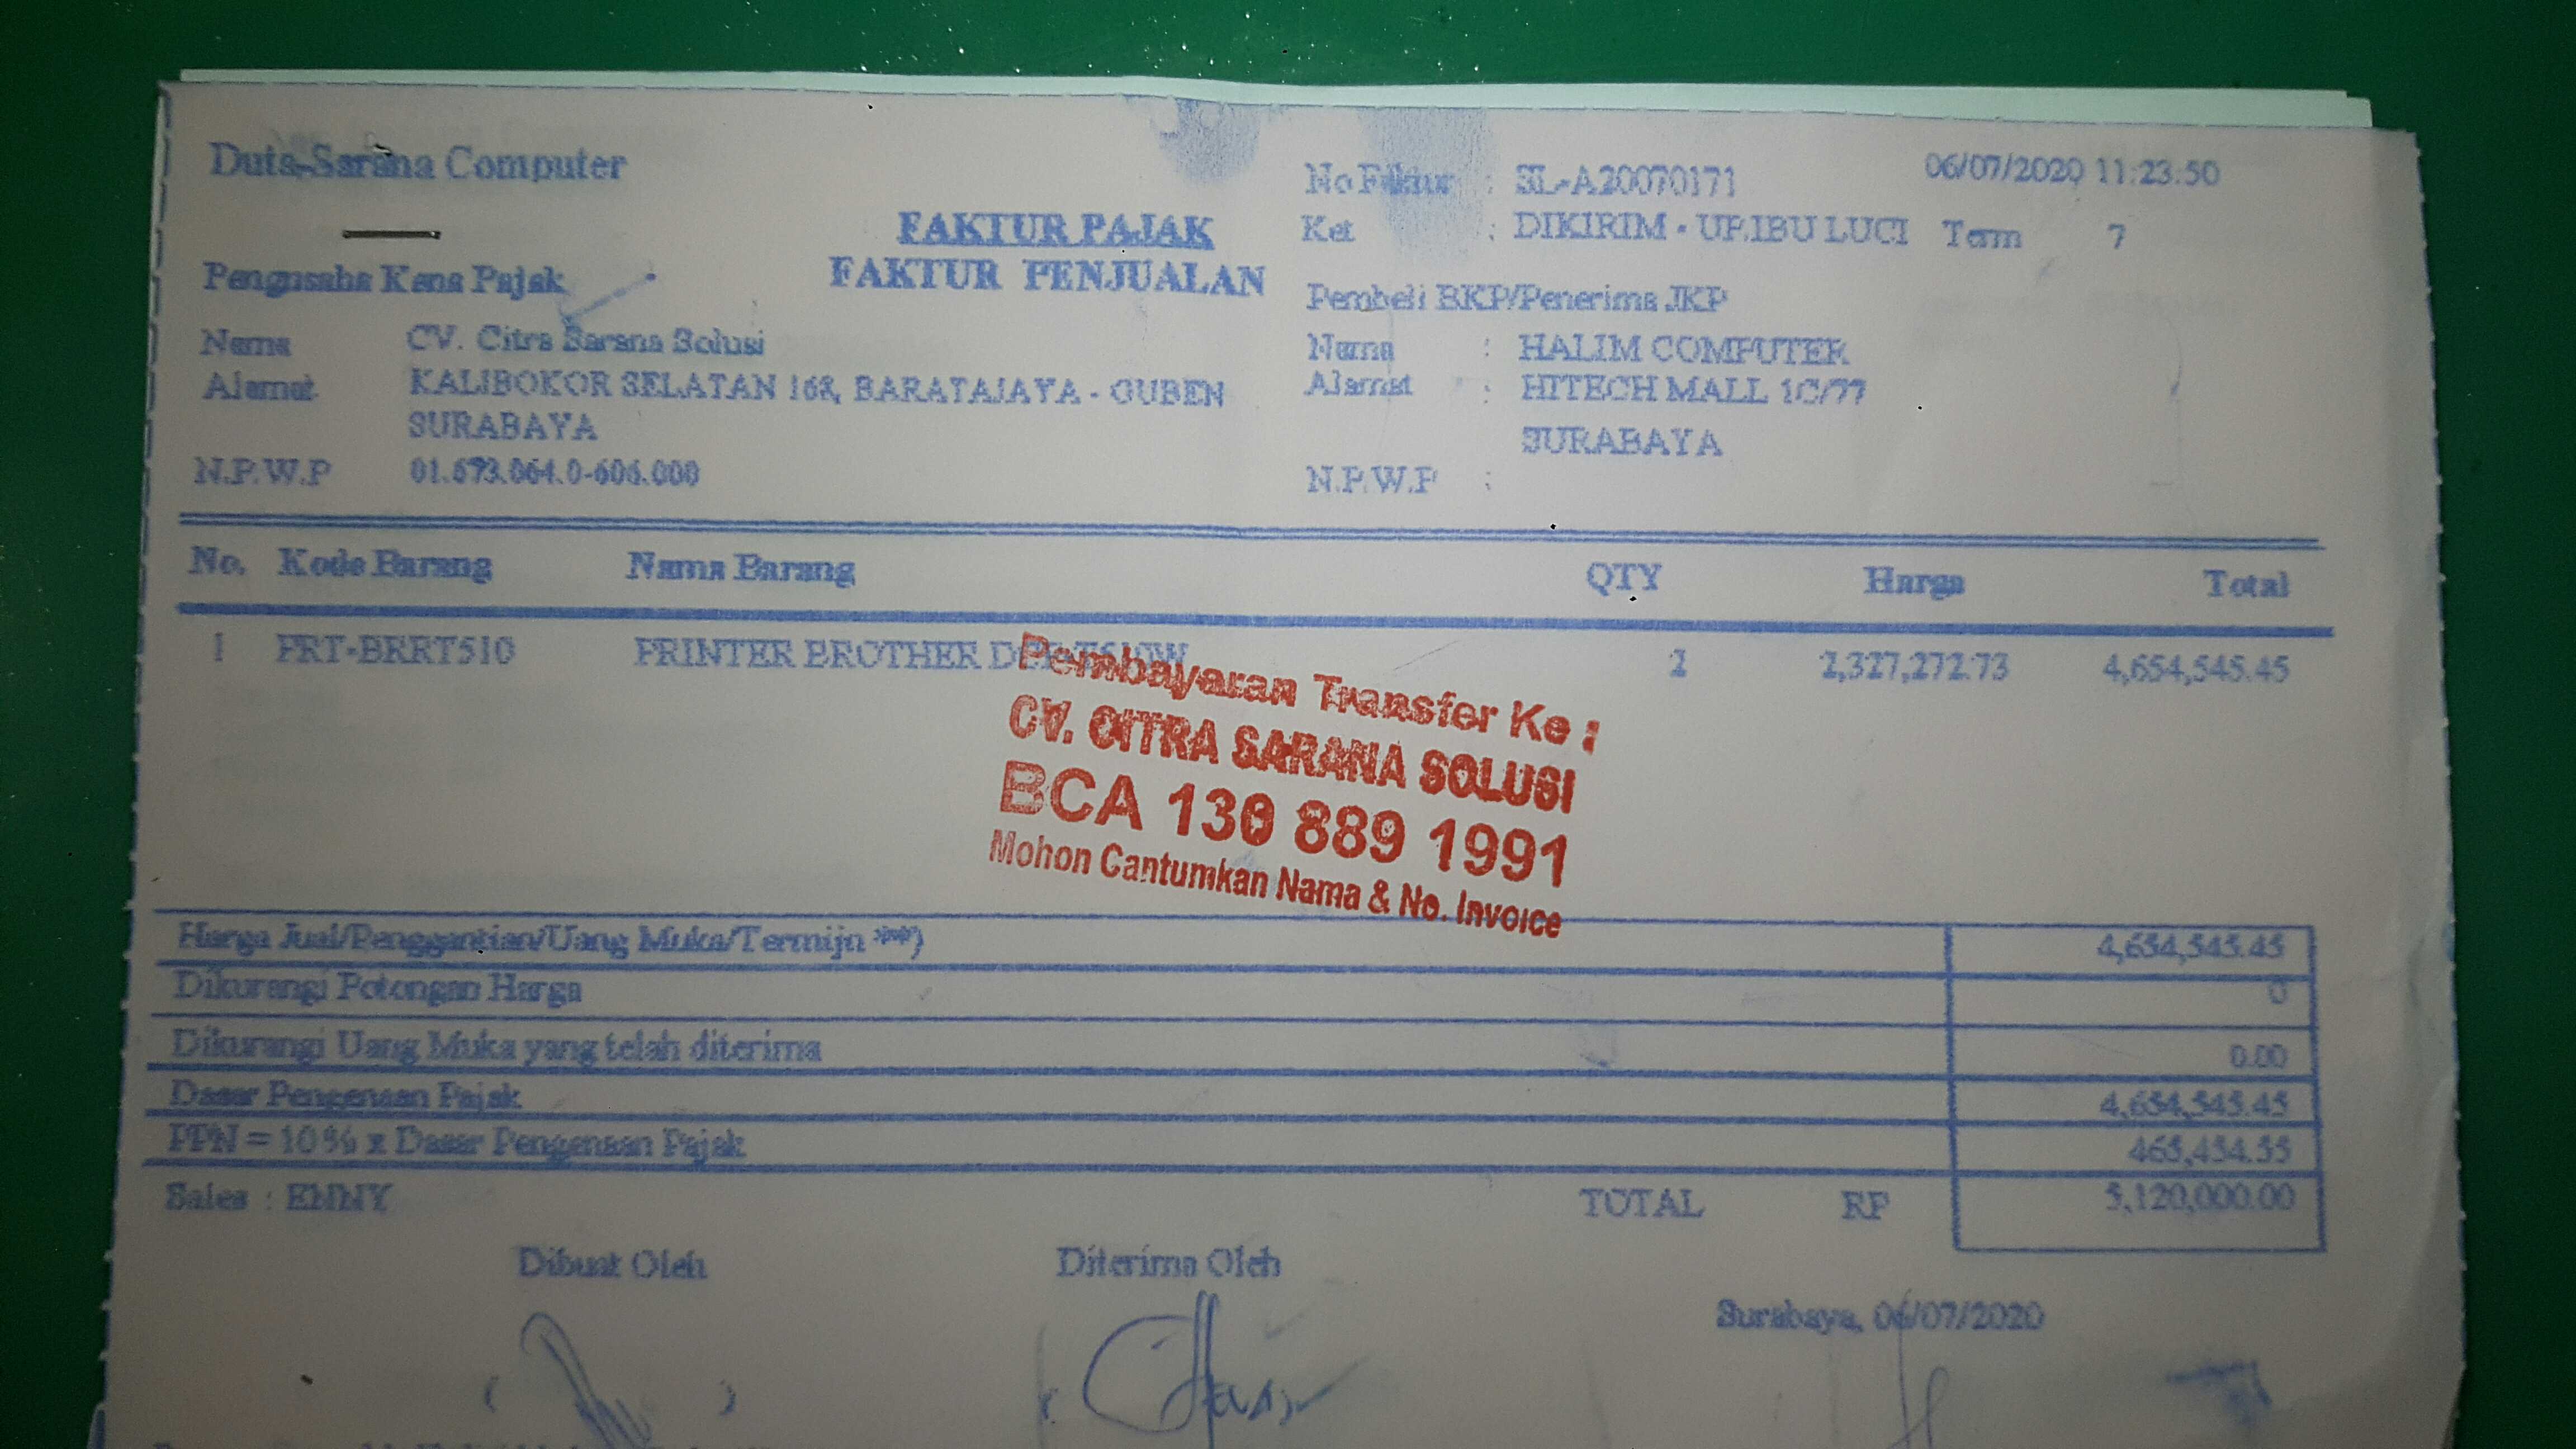 Duta Sarana Computer
No Faktur : SL-A20070171 06/07/2020 11:23:50
FAKTUR PAJAK
Ket : DIKIRIM - UP.IBU LUCI Term 7
Pengusaha Kena Pajak
FAKTUR PENJUALAN
Pembeli BKP/Penerima JKP
Nama CV. Citra Sarana Solusi
Nama : HALIM COMPUTER
Alamat KALIBOKOR SELATAN 168, BARATAJAYA - GUBEN
Alamat : HITECH MALL 1C/77
SURABAYA
SURABAYA
N.P.W.P 01.673.064.0-606.000
N.P.W.P :
No. Kode Barang Nama Barang QTY Harga Total
1 PRT-BRRT510 PRINTER BROTHER 2 2,327,272.73 4,654,545.45
Pembayaran Transfer Ke :
CV. CITRA SARANA SOLUSI
BCA 130 889 1991
Mohon Cantumkan Nama & No. Invoice
Harga Jual/Penggantian/Uang Muka/Termijn **) 4,654,545.45
Dikurangi Potongan Harga 0
Dikurangi Uang Muka yang telah diterima 0.00
Dasar Pengenaan Pajak 4,654,545.45
PPN = 10% x Dasar Pengenaan Pajak 465,454.55
Sales : ENNY TOTAL RP 5,120,000.00
Dibuat Oleh Diterima Oleh
Surabaya, 06/07/2020